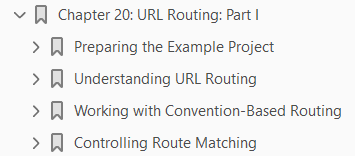 Chapter 20: URL Routing: Part I
Preparing the Example Project
Understanding URL Routing
Working with Convention-Based Routing
Controlling Route Matching